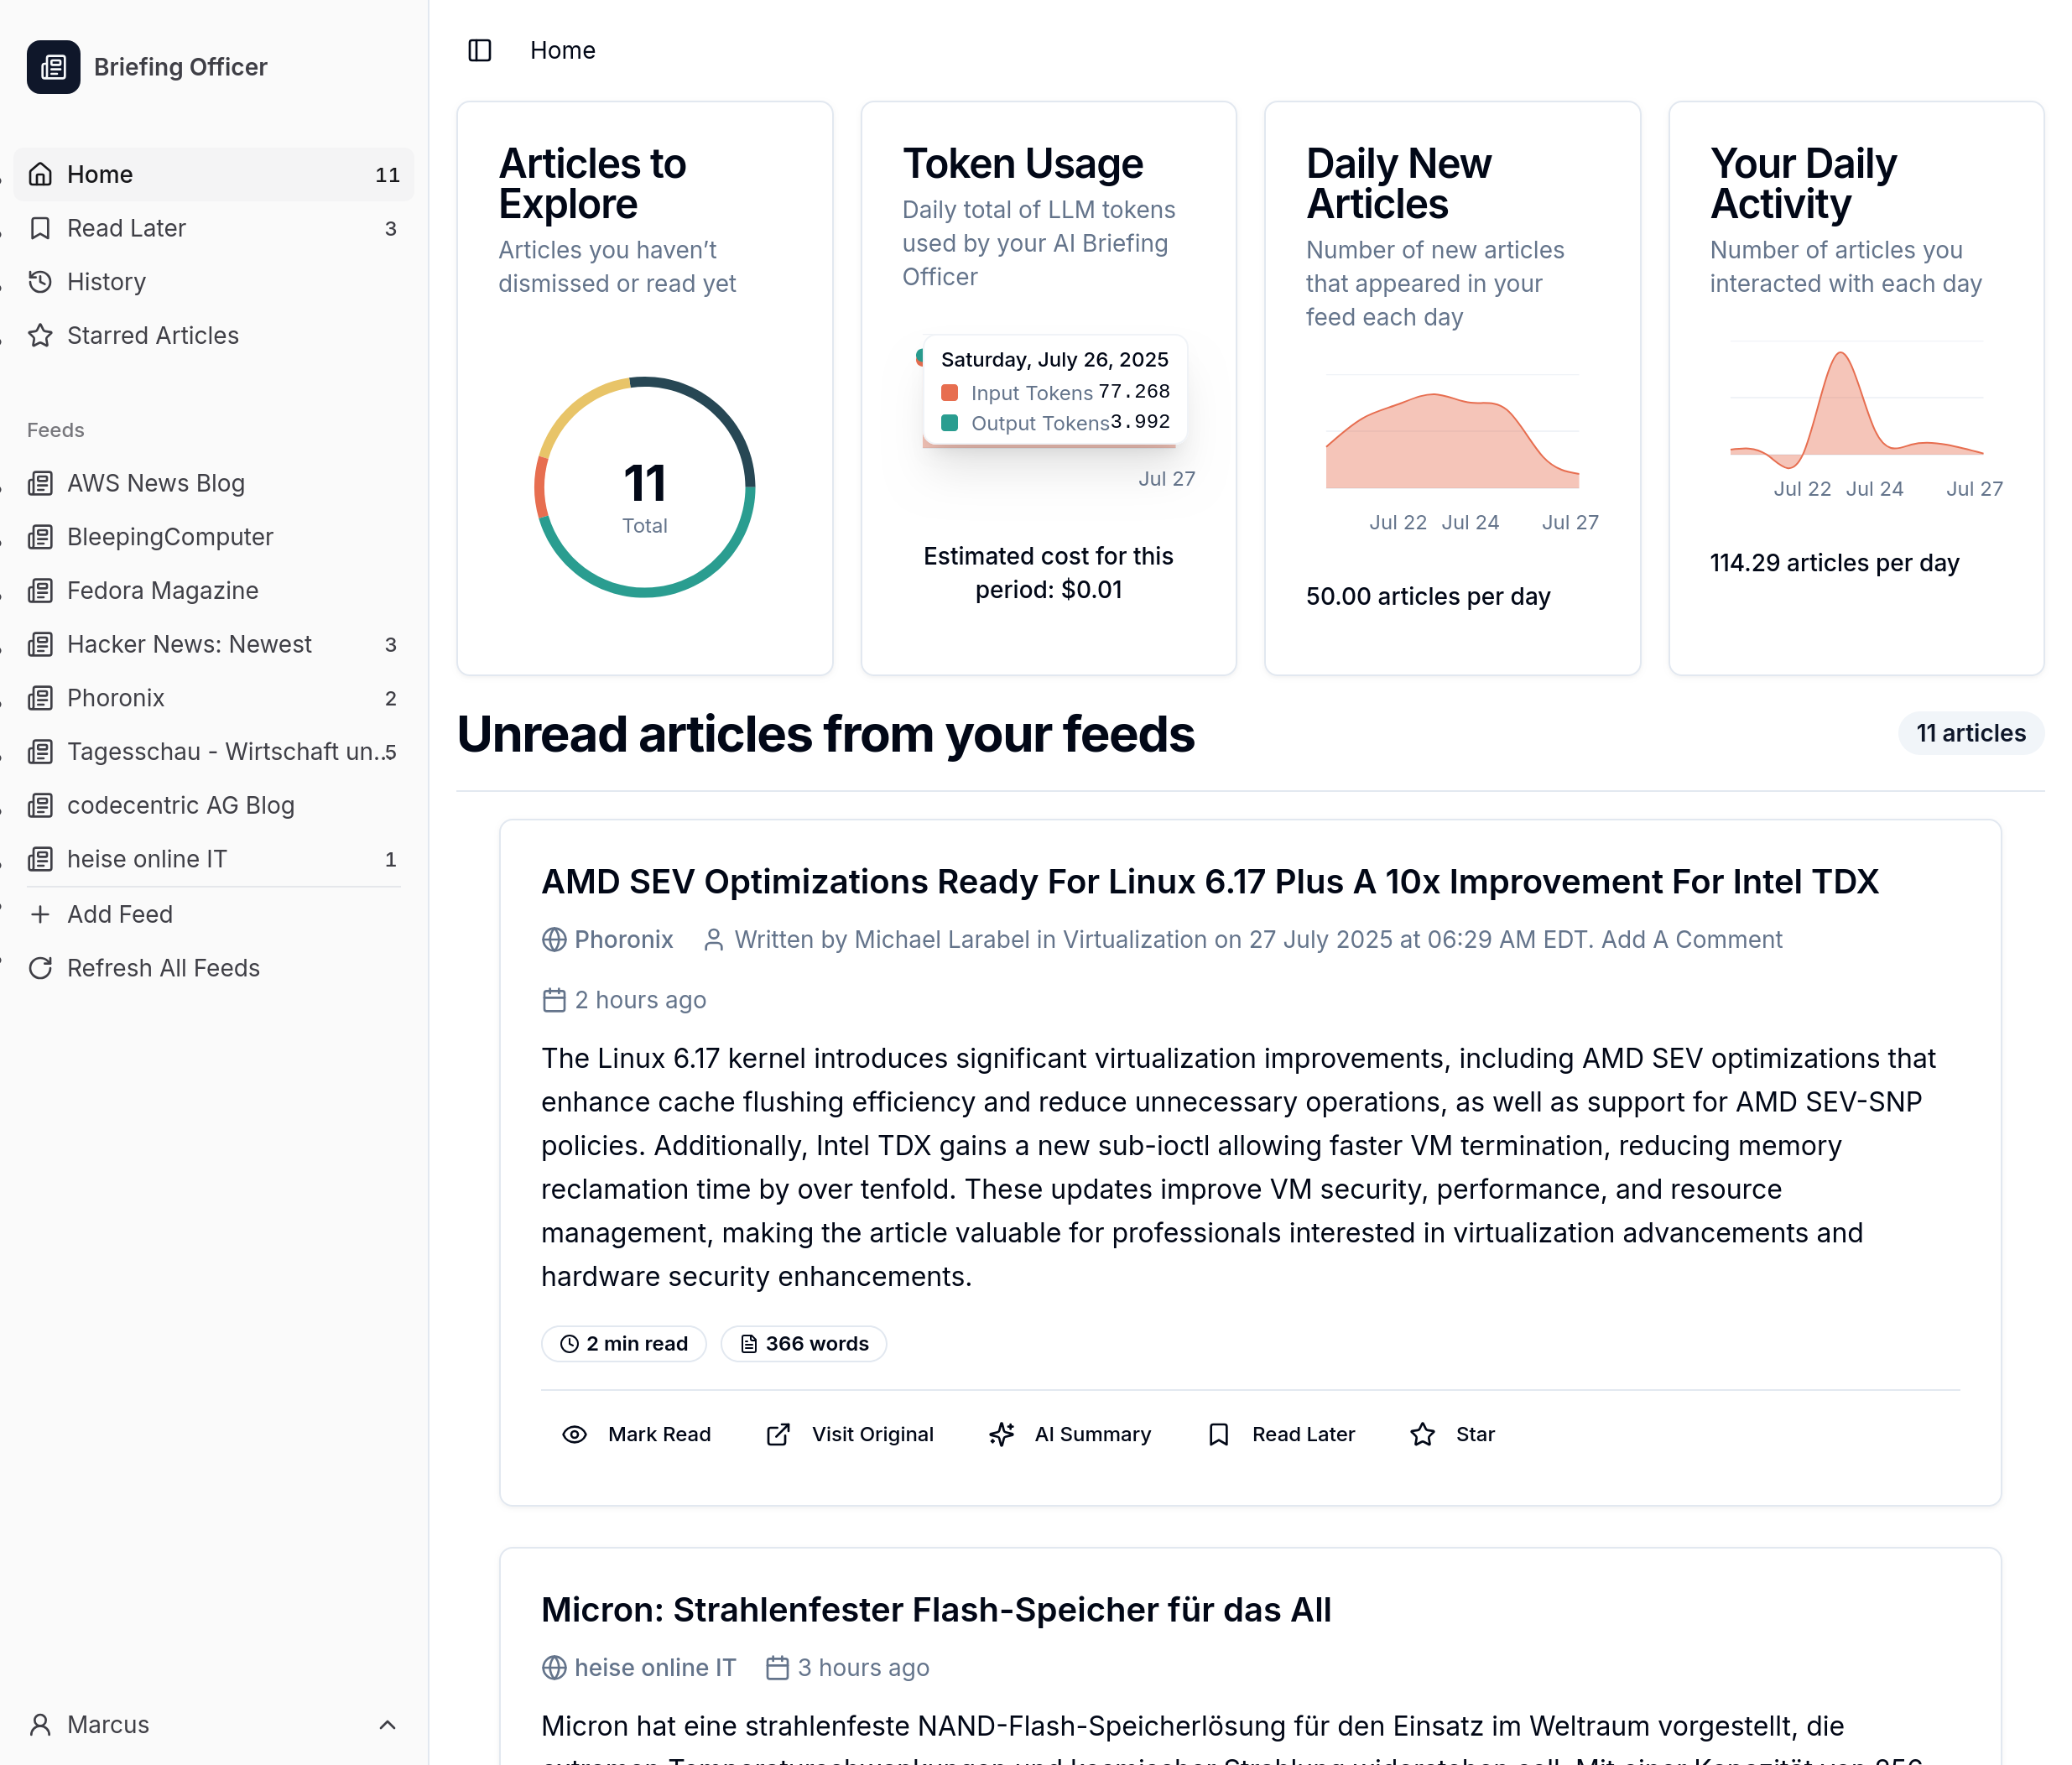 Briefing Officer
Home 11
Read Later 3
History
Starred Articles
Feeds
AWS News Blog
BleepingComputer
Fedora Magazine
Hacker News: Newest 3
Phoronix 2
Tagesschau - Wirtschaft un... 5
codecentric AG Blog
heise online IT 1
Add Feed
Refresh All Feeds
Marcus
Home
Articles to
Explore
Articles you haven’t
dismissed or read yet
11
Total
Token Usage
Daily total of LLM tokens
used by your AI Briefing
Officer
Saturday, July 26, 2025
Input Tokens 77.268
Output Tokens 3.992
Jul 27
Estimated cost for this
period: $0.01
Daily New
Articles
Number of new articles
that appeared in your
feed each day
Jul 22 Jul 24 Jul 27
50.00 articles per day
Your Daily
Activity
Number of articles you
interacted with each day
Jul 22 Jul 24 Jul 27
114.29 articles per day
Unread articles from your feeds
11 articles
AMD SEV Optimizations Ready For Linux 6.17 Plus A 10x Improvement For Intel TDX
Phoronix Written by Michael Larabel in Virtualization on 27 July 2025 at 06:29 AM EDT. Add A Comment
2 hours ago
The Linux 6.17 kernel introduces significant virtualization improvements, including AMD SEV optimizations that
enhance cache flushing efficiency and reduce unnecessary operations, as well as support for AMD SEV-SNP
policies. Additionally, Intel TDX gains a new sub-ioctl allowing faster VM termination, reducing memory
reclamation time by over tenfold. These updates improve VM security, performance, and resource
management, making the article valuable for professionals interested in virtualization advancements and
hardware security enhancements.
2 min read 366 words
Mark Read Visit Original AI Summary Read Later Star
Micron: Strahlenfester Flash-Speicher für das All
heise online IT 3 hours ago
Micron hat eine strahlenfeste NAND-Flash-Speicherlösung für den Einsatz im Weltraum vorgestellt, die
extremen Temperaturschwankungen und kosmischer Strahlung widerstehen soll. Mit einer Kapazität von 256